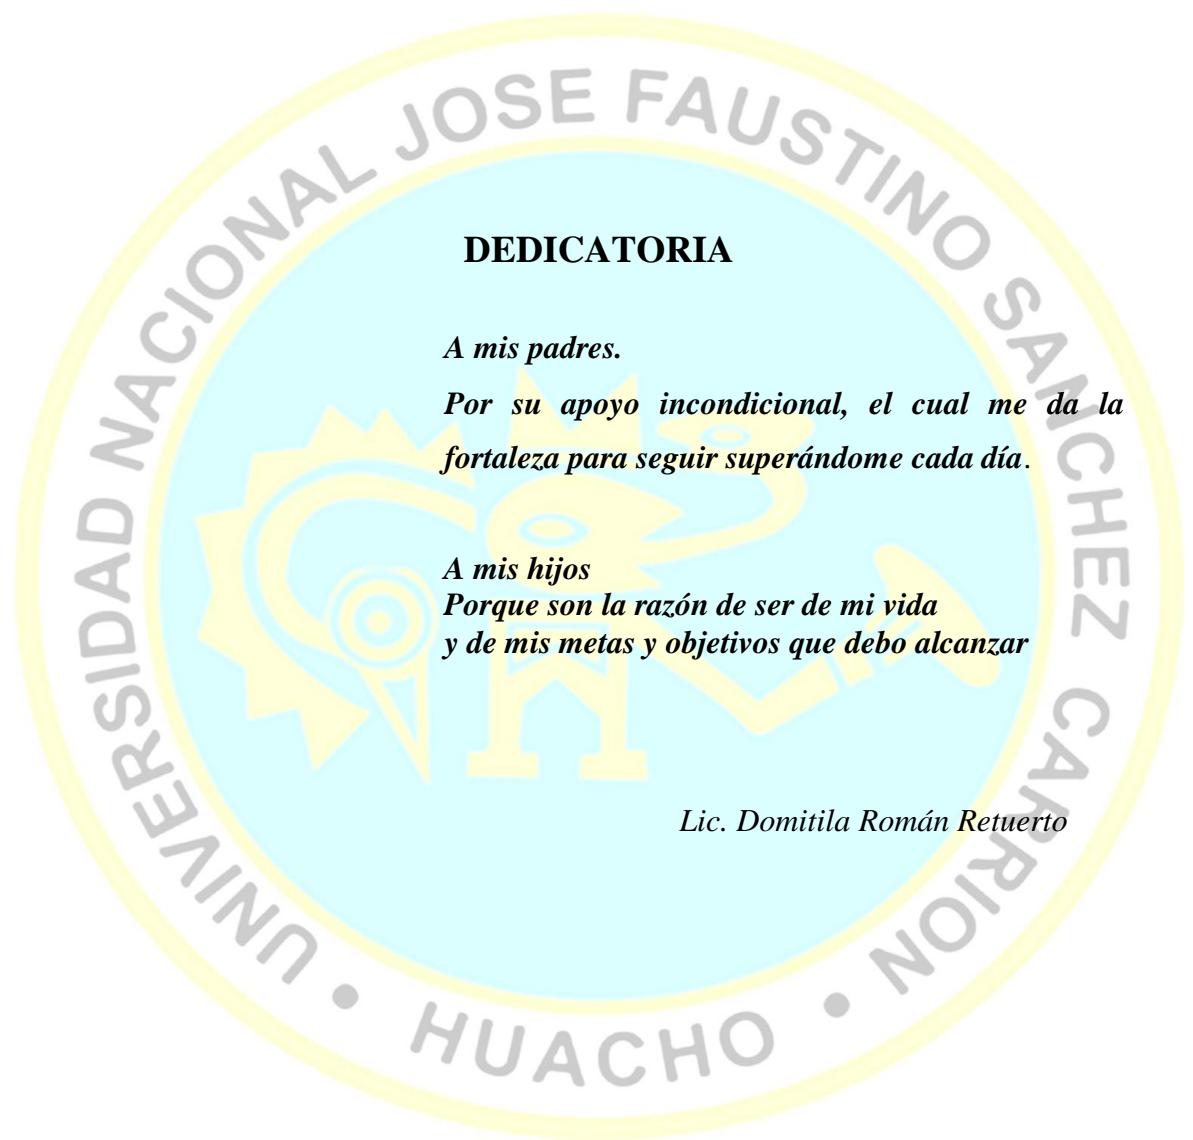 UNIVERSIDAD NACIONAL JOSE FAUSTINO SANCHEZ CARRION • HUACHO •
DEDICATORIA
A mis padres.
Por su apoyo incondicional, el cual me da la
fortaleza para seguir superándome cada día.
A mis hijos
Porque son la razón de ser de mi vida
y de mis metas y objetivos que debo alcanzar
Lic. Domitila Román Retuerto